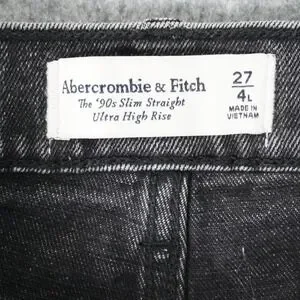 Abercrombie & Fitch
The '90s Slim Straight
Ultra High Rise
27
4L
MADE IN
VIETNAM